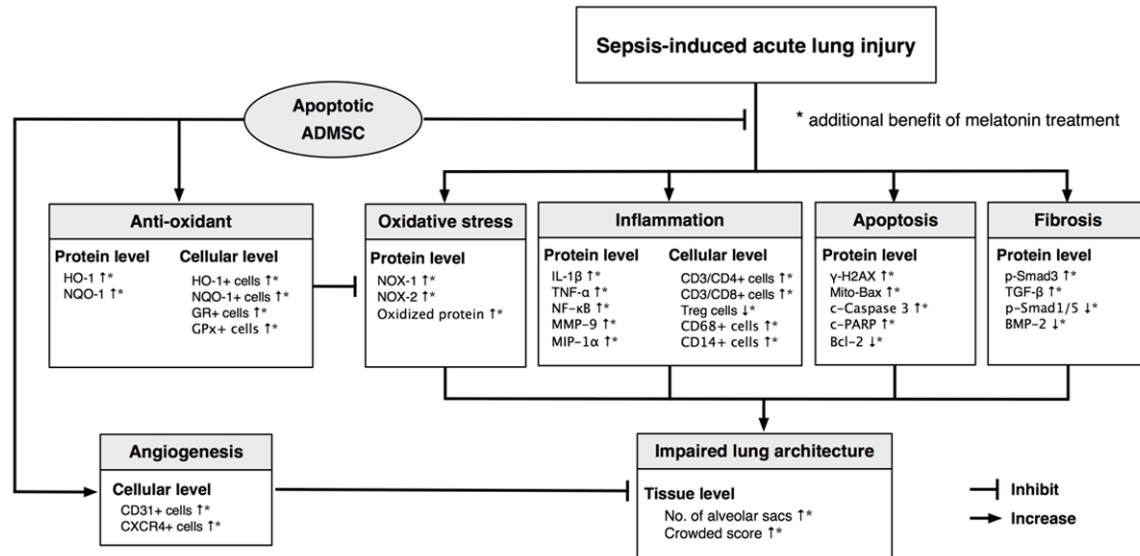 Sepsis-induced acute lung injury
Apoptotic
ADMSC
* additional benefit of melatonin treatment
Anti-oxidant
Protein level
HO-1 ↑*
NQO-1 ↑*
Cellular level
HO-1+ cells ↑*
NQO-1+ cells ↑*
GR+ cells ↑*
GPx+ cells ↑*
Oxidative stress
Protein level
NOX-1 ↑*
NOX-2 ↑*
Oxidized protein ↑*
Inflammation
Protein level
IL-1β ↑*
TNF-α ↑*
NF-κB ↑*
MMP-9 ↑*
MIP-1α ↑*
Cellular level
CD3/CD4+ cells ↑*
CD3/CD8+ cells ↑*
Treg cells ↓*
CD68+ cells ↑*
CD14+ cells ↑*
Apoptosis
Protein level
γ-H2AX ↑*
Mito-Bax ↑*
c-Caspase 3 ↑*
c-PARP ↑*
Bcl-2 ↓*
Fibrosis
Protein level
p-Smad3 ↑*
TGF-β ↑*
p-Smad1/5 ↓*
BMP-2 ↓*
Angiogenesis
Cellular level
CD31+ cells ↑*
CXCR4+ cells ↑*
Impaired lung architecture
Tissue level
No. of alveolar sacs ↑*
Crowded score ↑*
Inhibit
Increase